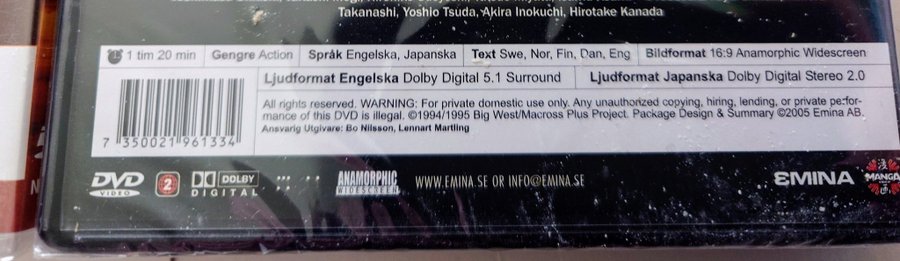 Takanashi, Yoshio Tsuda, Akira Inokuchi, Hirotake Kanada
1 tim 20 min Gengre Action Språk Engelska, Japanska Text Swe, Nor, Fin, Dan, Eng Bildformat 16:9 Anamorphic Widescreen
Ljudformat Engelska Dolby Digital 5.1 Surround Ljudformat Japanska Dolby Digital Stereo 2.0
All rights reserved. WARNING: For private domestic use only. Any unauthorized copying, hiring, lending, or private perfor-
mance of this DVD is illegal. ©1994/1995 Big West/Macross Plus Project. Package Design & Summary ©2005 Emina AB.
Ansvarig Utgivare: Bo Nilsson, Lennart Martling
7 350021 961334
DVD VIDEO 2 DOLBY DIGITAL ANAMORPHIC WIDESCREEN WWW.EMINA.SE OR INFO@EMINA.SE EMINA MANGA